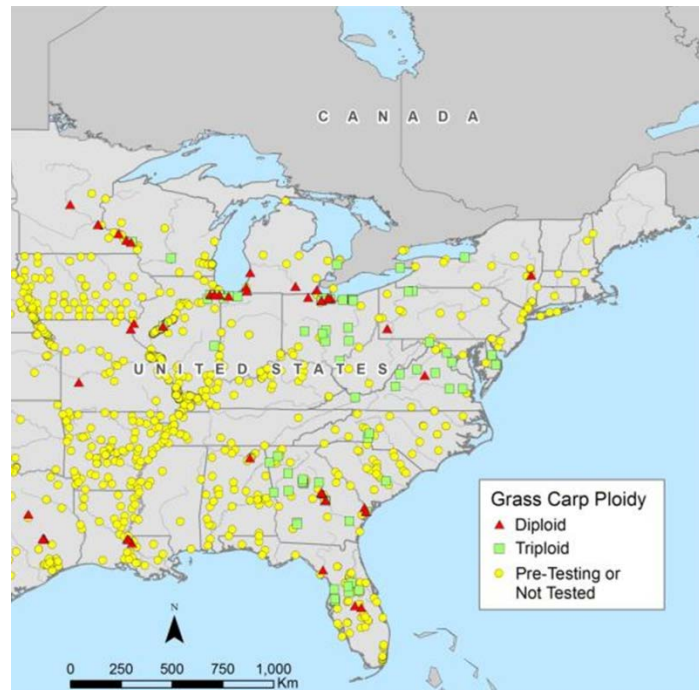 CANADA
UNITED STATES
Grass Carp Ploidy
Diploid
Triploid
Pre-Testing or
Not Tested
N
0 250 500 750 1,000
Km